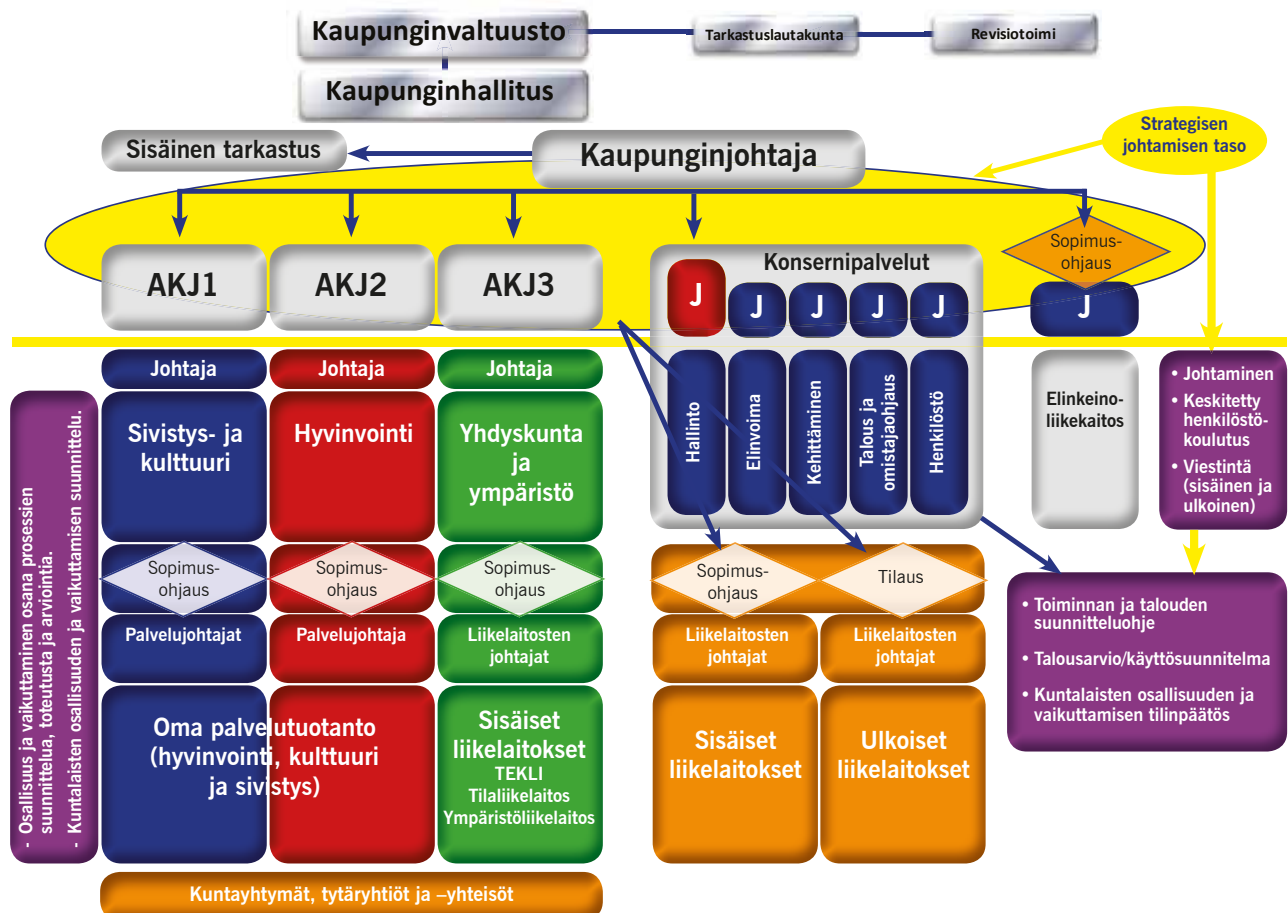 Kaupunginvaltuusto
Tarkastuslautakunta
Revisiotoimi
Kaupunginhallitus
Sisäinen tarkastus
Kaupunginjohtaja
Strategisen
johtamisen taso
AKJ1
AKJ2
AKJ3
Konsernipalvelut
J
J
J
J
J
Sopimus-
ohjaus
J
Johtaja
Johtaja
Johtaja
- Osallisuus ja vaikuttaminen osana prosessien
suunnittelua, toteutusta ja arviointia.
- Kuntalaisten osallisuuden ja vaikuttamisen suunnittelu.
Sivistys- ja
kulttuuri
Hyvinvointi
Yhdyskunta
ja
ympäristö
Hallinto
Elinvoima
Kehittäminen
Talous ja
omistajaohjaus
Henkilöstö
Elinkeino-
liikekaitos
• Johtaminen
• Keskitetty
henkilöstö-
koulutus
• Viestintä
(sisäinen ja
ulkoinen)
Sopimus-
ohjaus
Sopimus-
ohjaus
Sopimus-
ohjaus
Sopimus-
ohjaus
Tilaus
Palvelujohtajat
Palvelujohtaja
Liikelaitosten
johtajat
Liikelaitosten
johtajat
Liikelaitosten
johtajat
• Toiminnan ja talouden
suunnitteluohje
• Talousarvio/käyttösuunnitelma
• Kuntalaisten osallisuuden ja
vaikuttamisen tilinpäätös
Oma palvelutuotanto
(hyvinvointi, kulttuuri
ja sivistys)
Sisäiset
liikelaitokset
TEKLI
Tilaliikelaitos
Ympäristöliikelaitos
Sisäiset
liikelaitokset
Ulkoiset
liikelaitokset
Kuntayhtymät, tytäryhtiöt ja –yhteisöt